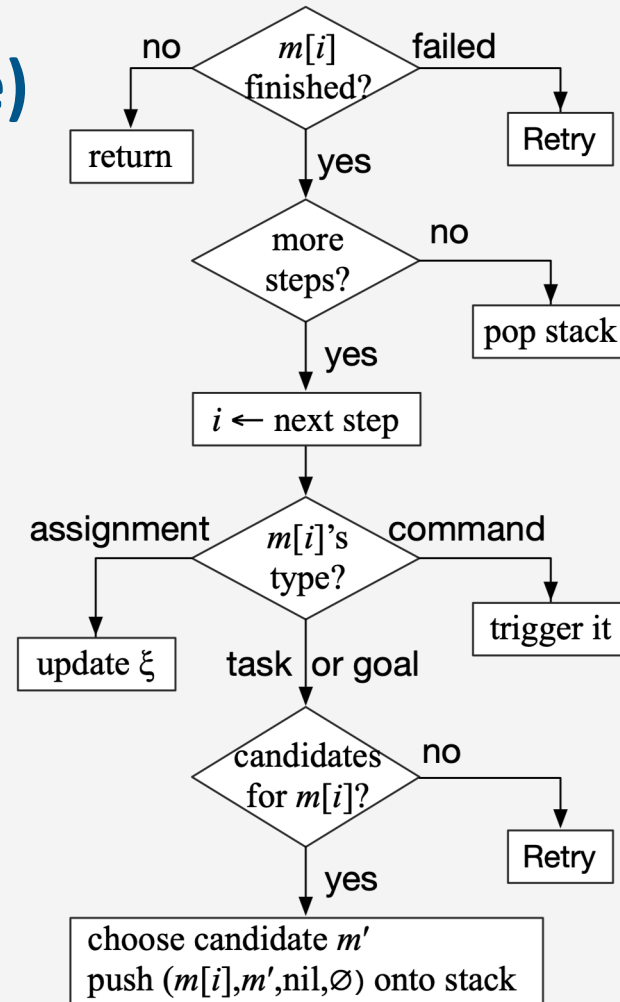 e)
no
m[i]
finished?
failed
return
yes
Retry
more
steps?
no
pop stack
yes
i ← next step
assignment
m[i]’s
type?
command
update ξ
task or goal
trigger it
candidates
for m[i]?
no
Retry
yes
choose candidate m′
push (m[i],m′,nil,∅) onto stack